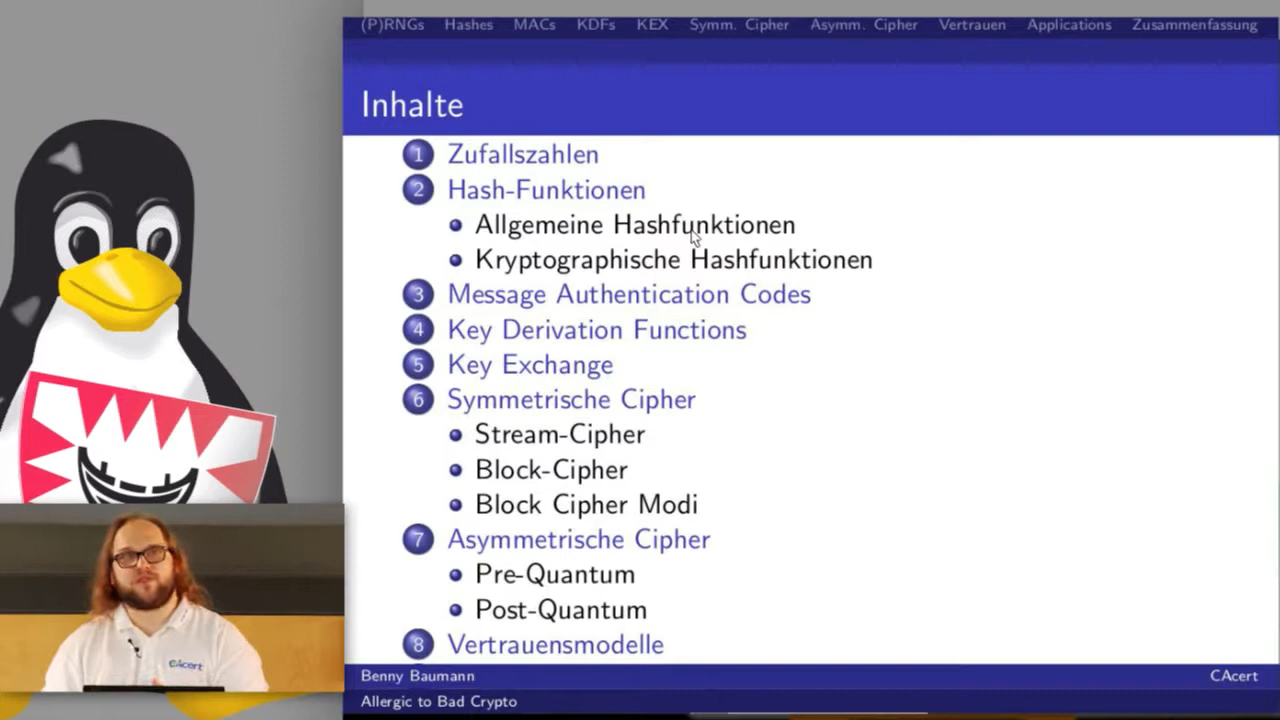 (P)RNGs Hashes MACs KDFs KEX Symm. Cipher Asymm. Cipher Vertrauen Applications Zusammenfassung
Inhalte
1 Zufallszahlen
2 Hash-Funktionen
Allgemeine Hashfunktionen
Kryptographische Hashfunktionen
3 Message Authentication Codes
4 Key Derivation Functions
5 Key Exchange
6 Symmetrische Cipher
Stream-Cipher
Block-Cipher
Block Cipher Modi
7 Asymmetrische Cipher
Pre-Quantum
Post-Quantum
8 Vertrauensmodelle
Benny Baumann CAcert
Allergic to Bad Crypto
CAcert